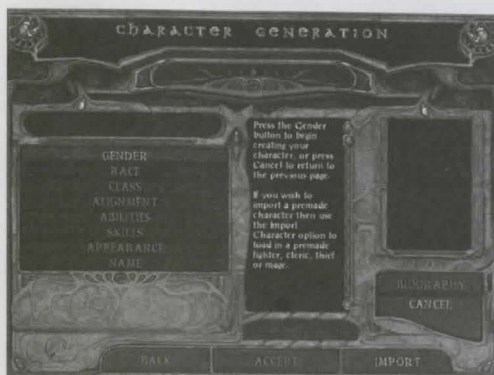 CHARACTER GENERATION
GENDER
RACE
CLASS
ALIGNMENT
ABILITIES
SKILLS
APPEARANCE
NAME
Press the Gender
button to begin
creating your
character, or press
Cancel to return to
the previous page.
If you wish to
import a premade
character then use
the Import
Character option to
load in a premade
fighter, cleric, thief
or mage.
BIOGRAPHY
CANCEL
BACK
ACCEPT
IMPORT